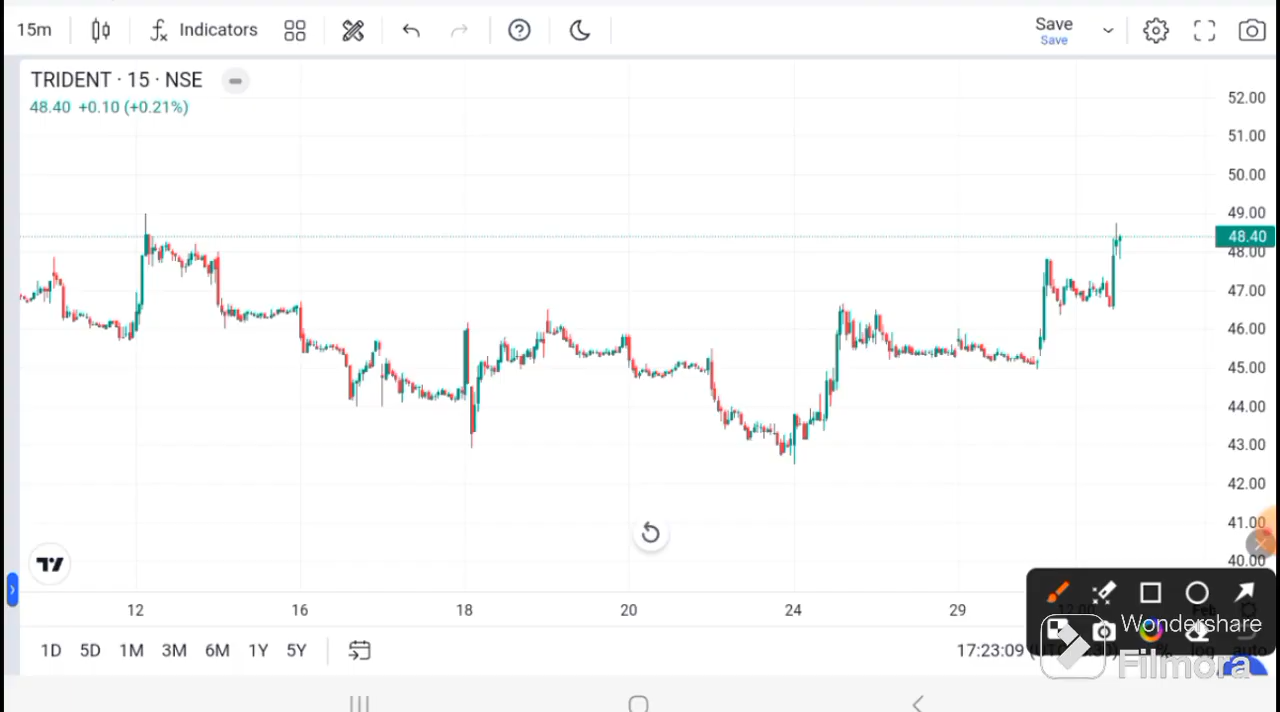 15m Indicators Save
Save
TRIDENT · 15 · NSE
48.40 +0.10 (+0.21%)
52.00
51.00
50.00
49.00
48.40
48.00
47.00
46.00
45.00
44.00
43.00
42.00
41.00
40.00
12 16 18 20 24 29
1D 5D 1M 3M 6M 1Y 5Y 17:23:09
Wondershare
Filmora